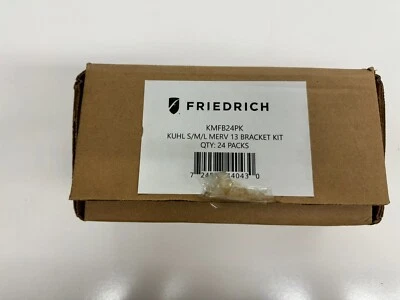 FRIEDRICH
KMFB24PK
KUHL S/M/L MERV 13 BRACKET KIT
QTY: 24 PACKS